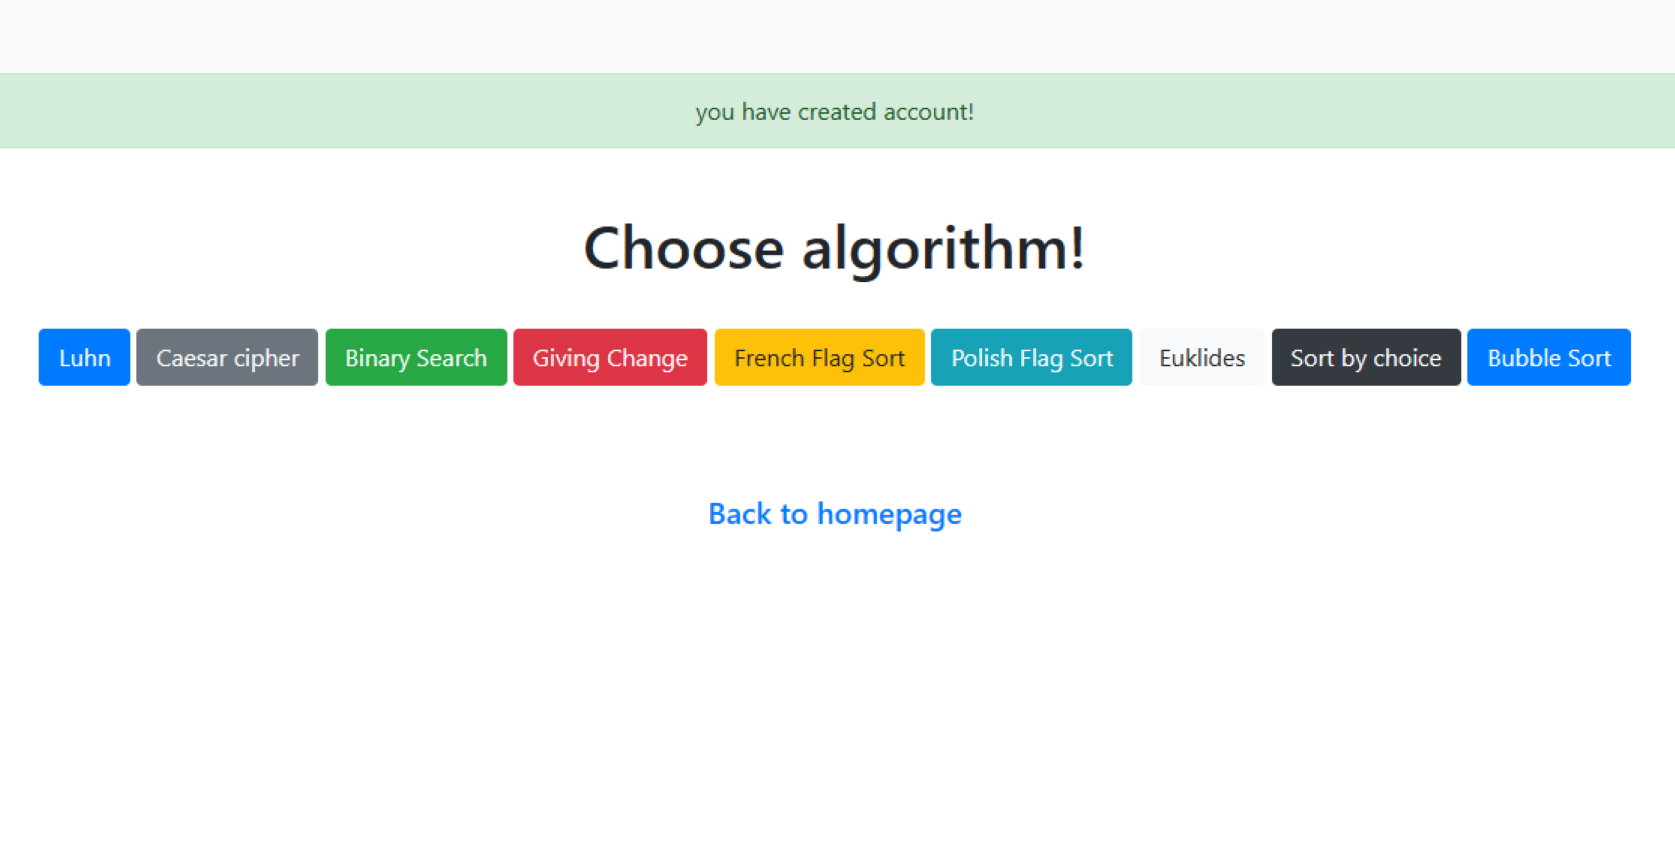 you have created account!
Choose algorithm!
Luhn Caesar cipher Binary Search Giving Change French Flag Sort Polish Flag Sort Euklides Sort by choice Bubble Sort
Back to homepage